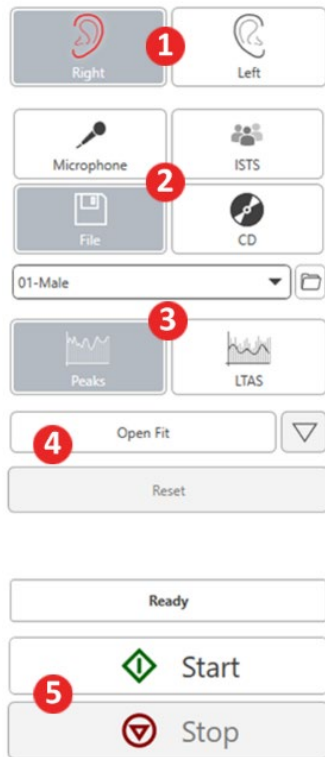 1
Right Left
Microphone ISTS
2
File CD
01-Male
3
Peaks LTAS
Open Fit
4
Reset
Ready
Start
5
Stop